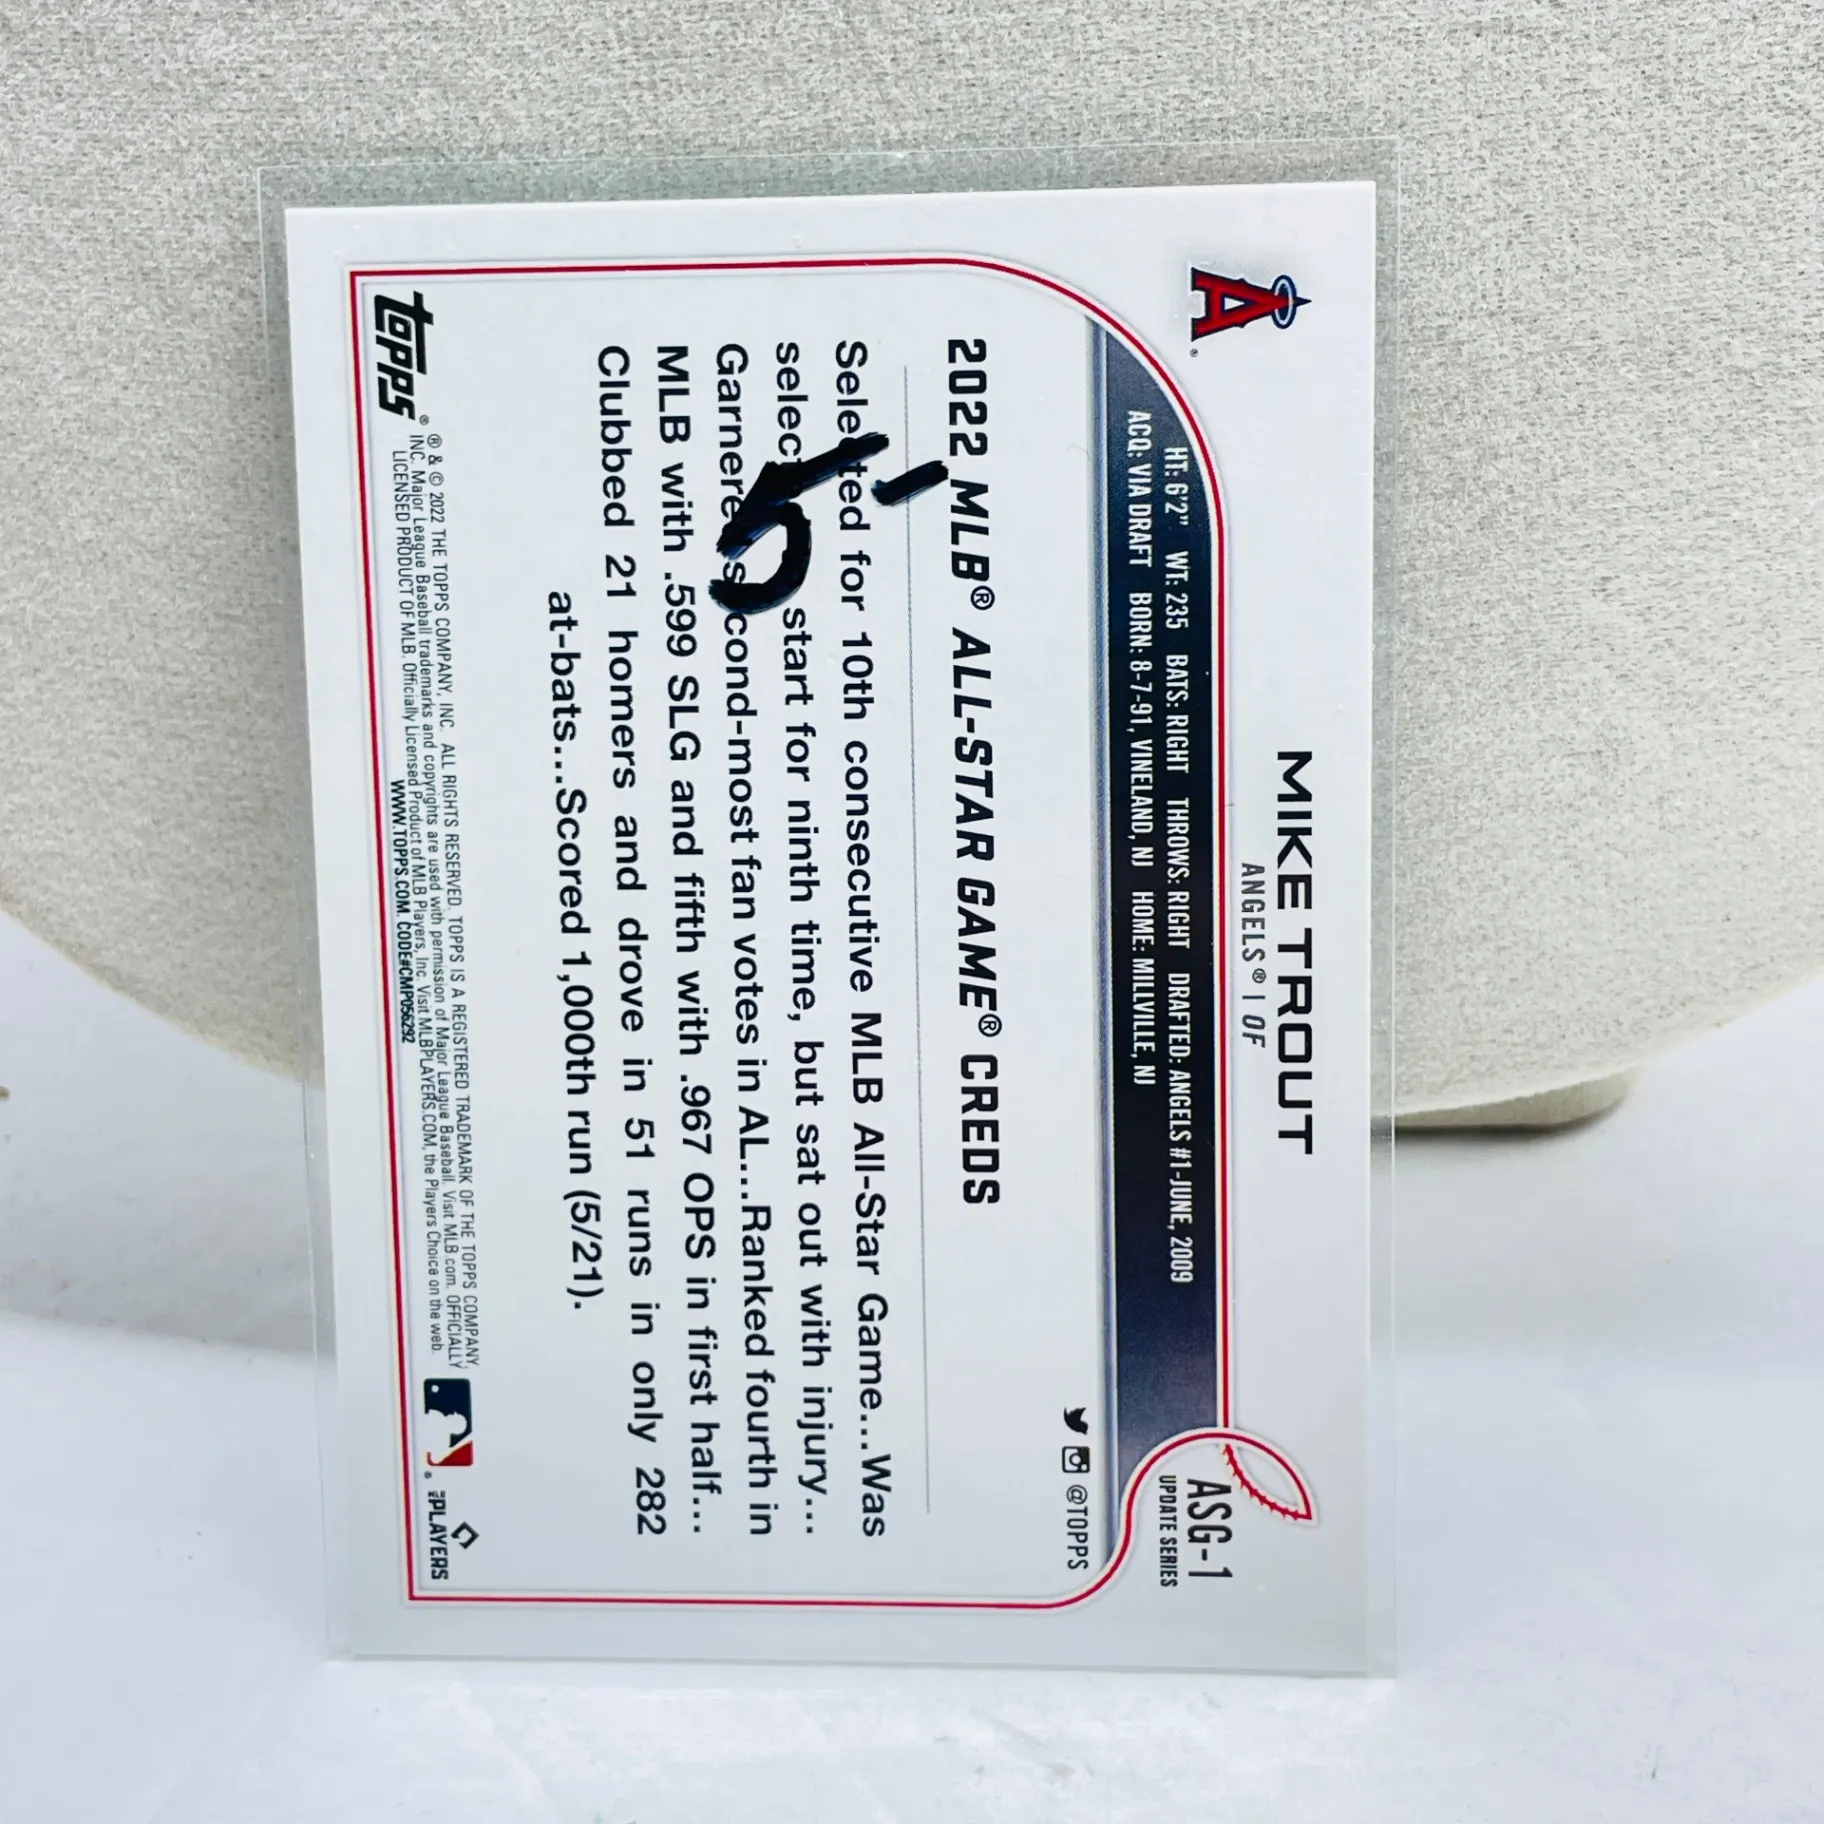 MIKE TROUT
ANGELS® | OF
ASG-1
UPDATE SERIES
A®
HT: 6'2" WT: 235 BATS: RIGHT THROWS: RIGHT DRAFTED: ANGELS #1-JUNE, 2009
ACQ: VIA DRAFT BORN: 8-7-91, VINELAND, NJ HOME: MILLVILLE, NJ
@TOPPS
2022 MLB® ALL-STAR GAME® CREDS
Selected for 10th consecutive MLB All-Star Game...Was
select start for ninth time, but sat out with injury...
Garnered second-most fan votes in AL...Ranked fourth in
MLB with .599 SLG and fifth with .967 OPS in first half...
Clubbed 21 homers and drove in 51 runs in only 282
at-bats...Scored 1,000th run (5/21).
5
topps®
® & © 2022 THE TOPPS COMPANY, INC. ALL RIGHTS RESERVED. TOPPS IS A REGISTERED TRADEMARK OF THE TOPPS COMPANY,
INC. Major League Baseball trademarks and copyrights are used with permission of Major League Baseball. Visit MLB.com. OFFICIALLY
LICENSED PRODUCT OF MLB Players, Inc. Visit MLBPLAYERS.COM, the Players Choice on the web.
WWW.TOPPS.COM. CODE#CMP056292
®
PLAYERS